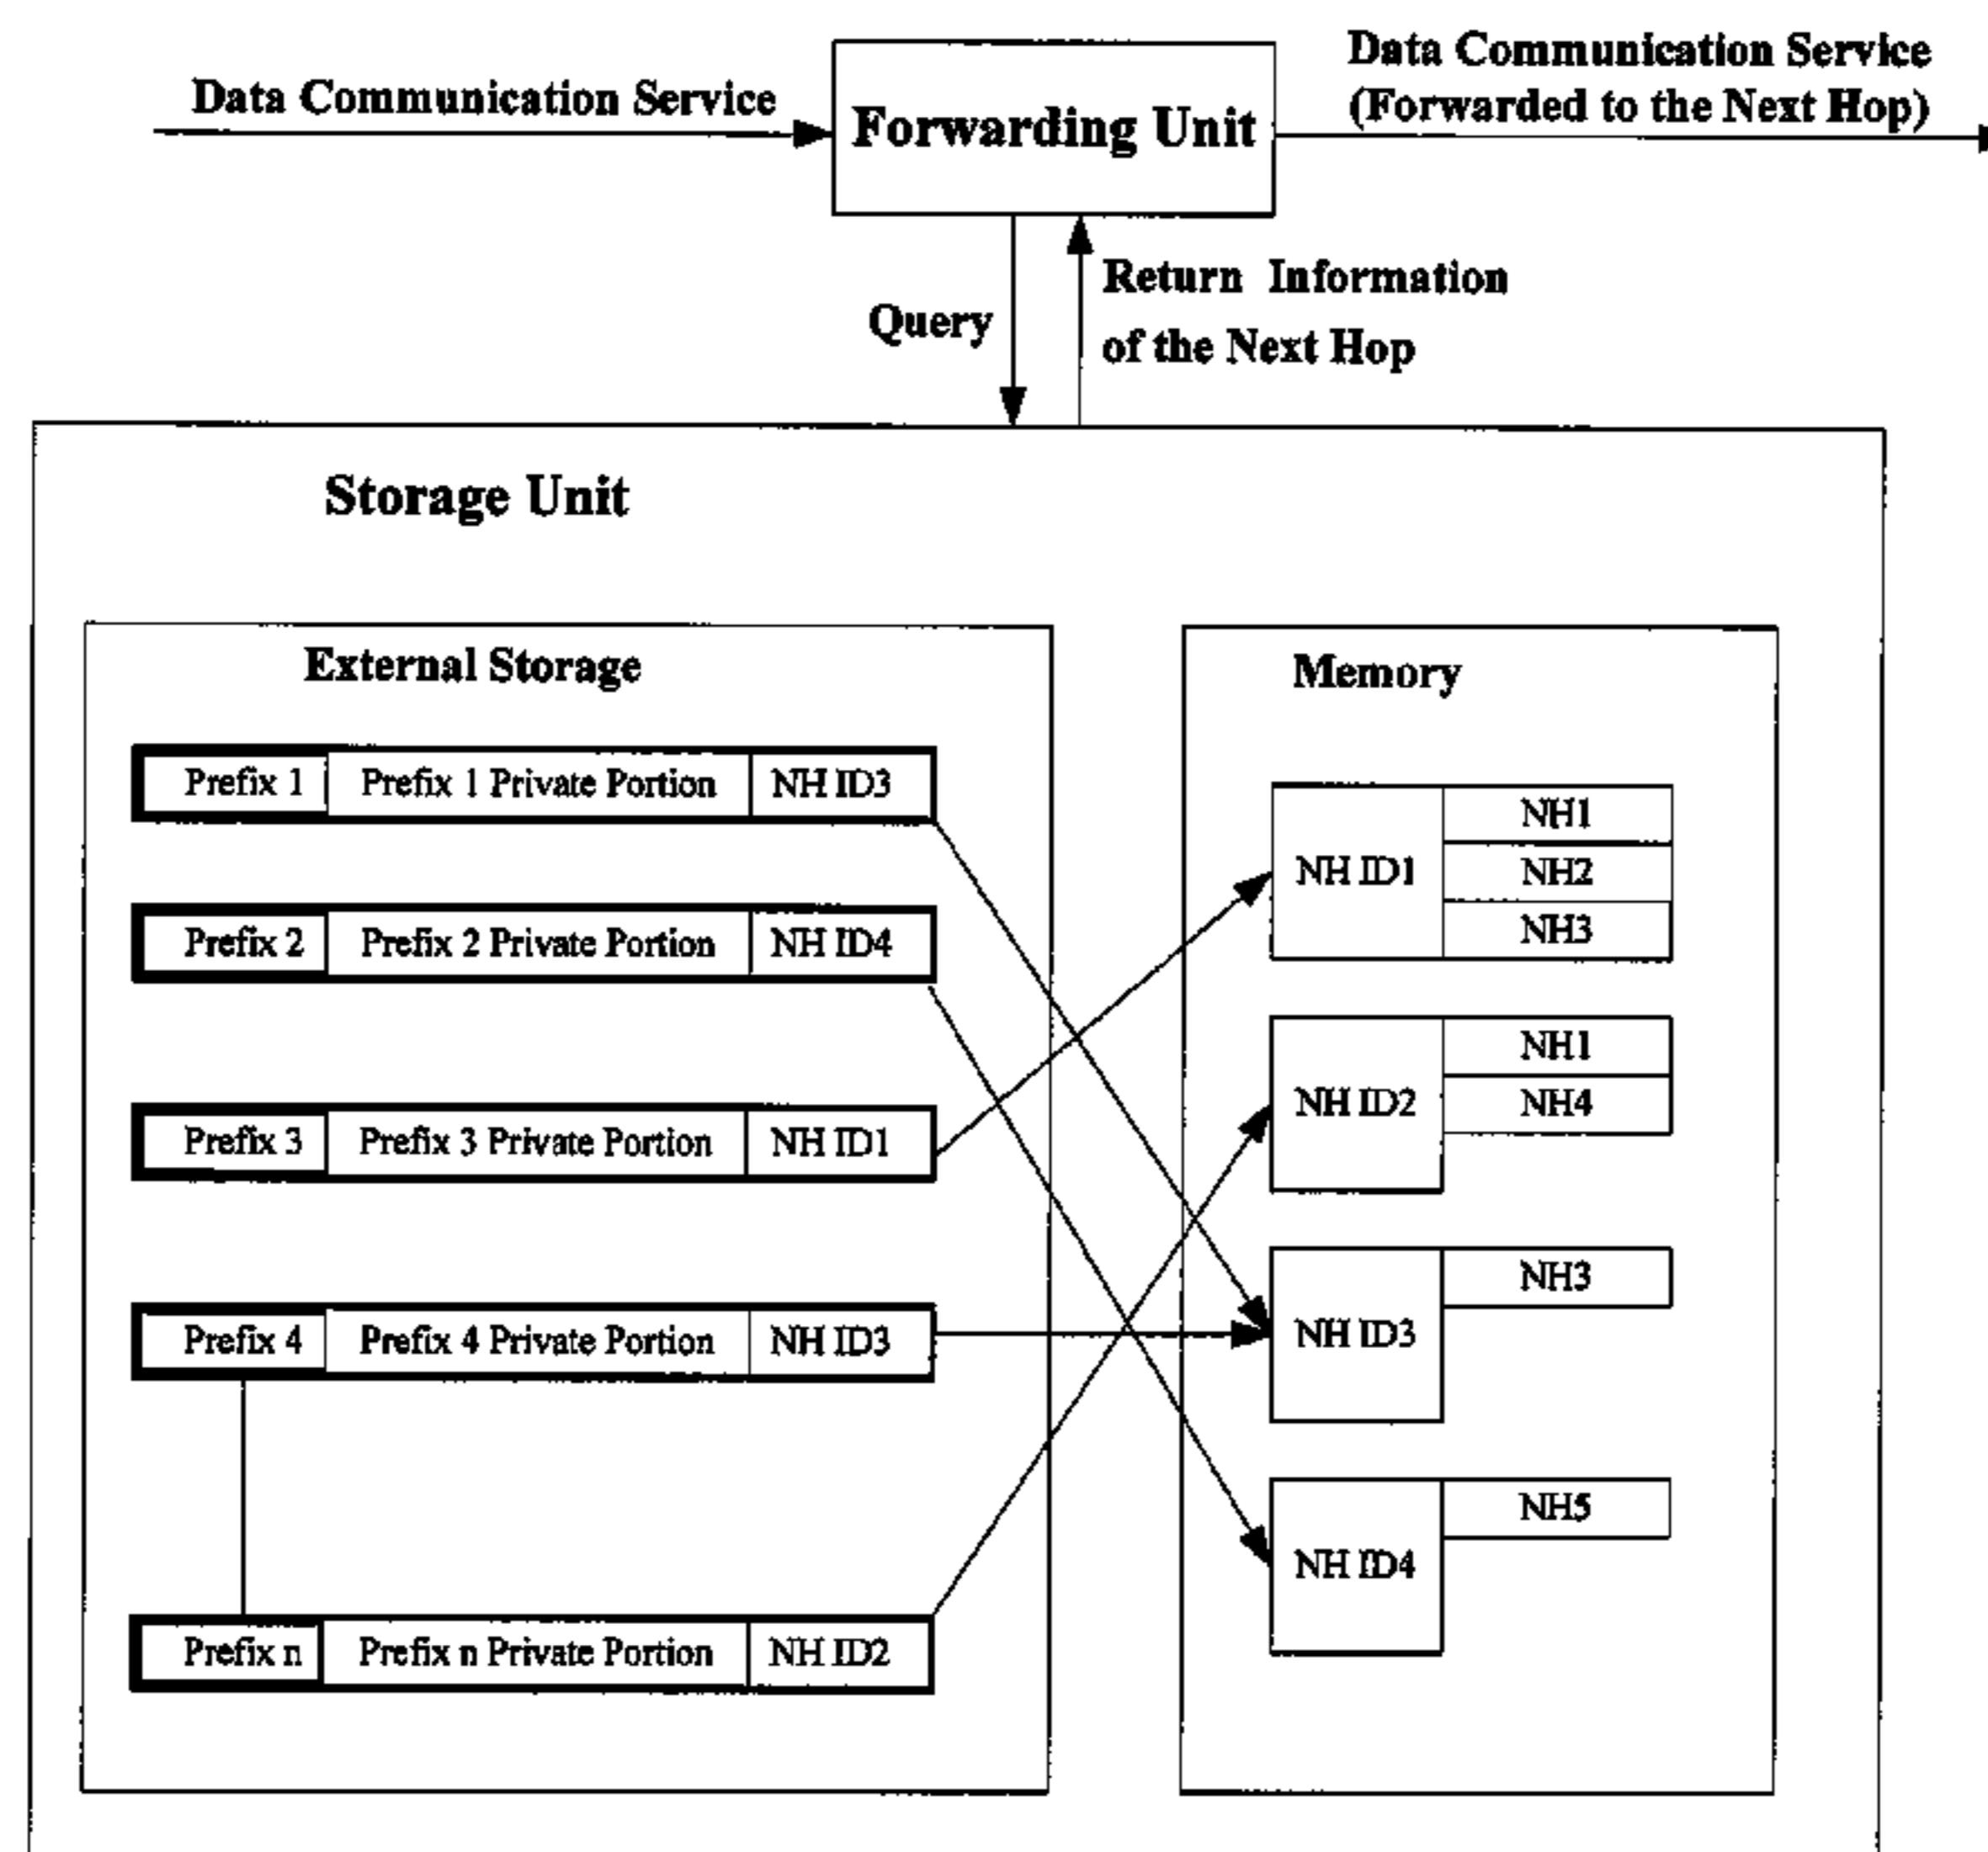 Data Communication Service
Forwarding Unit
Data Communication Service
(Forwarded to the Next Hop)
Query
Return Information
of the Next Hop
Storage Unit
External Storage
Prefix 1 Prefix 1 Private Portion NH ID3
Prefix 2 Prefix 2 Private Portion NH ID4
Prefix 3 Prefix 3 Private Portion NH ID1
Prefix 4 Prefix 4 Private Portion NH ID3
Prefix n Prefix n Private Portion NH ID2
Memory
NH ID1
NH1
NH2
NH3
NH ID2
NH1
NH4
NH ID3
NH3
NH ID4
NH5